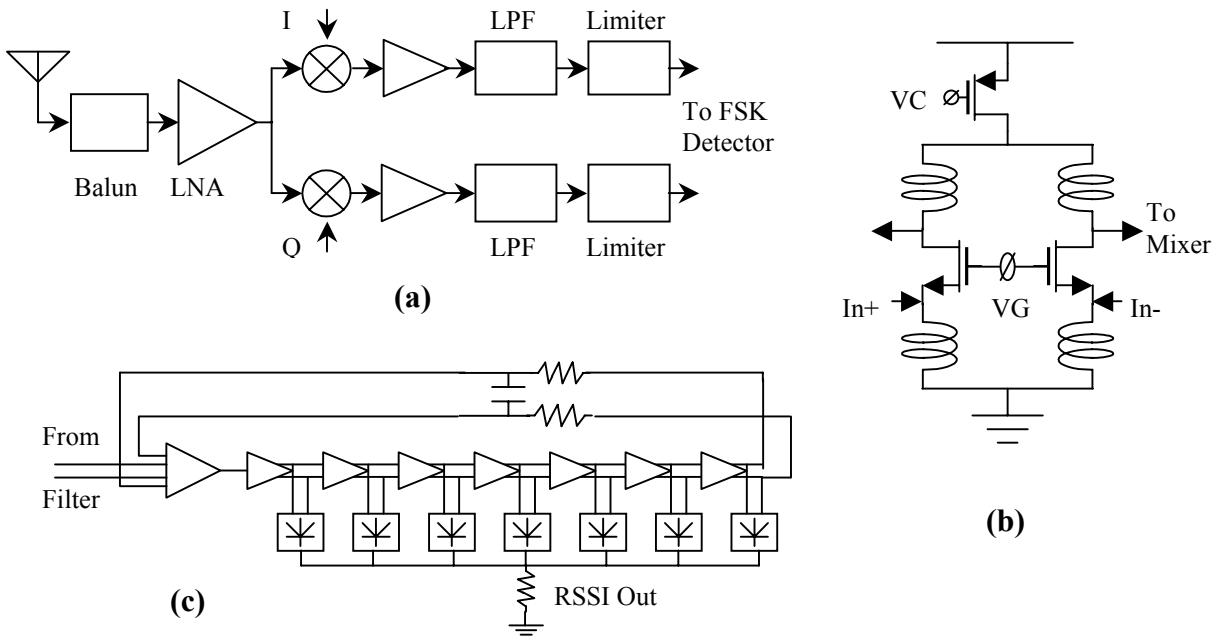 I
LPF
Limiter
Balun
LNA
To FSK
Detector
Q
LPF
Limiter
(a)
VC
To
Mixer
In+
VG
In-
(b)
From
Filter
RSSI Out
(c)